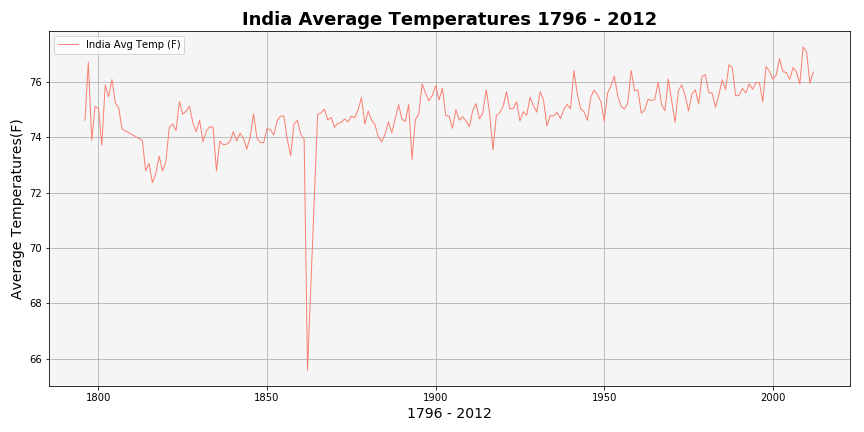 India Average Temperatures 1796 - 2012
India Avg Temp (F)
76
74
72
70
68
66
Average Temperatures(F)
1800
1850
1900
1950
2000
1796 - 2012